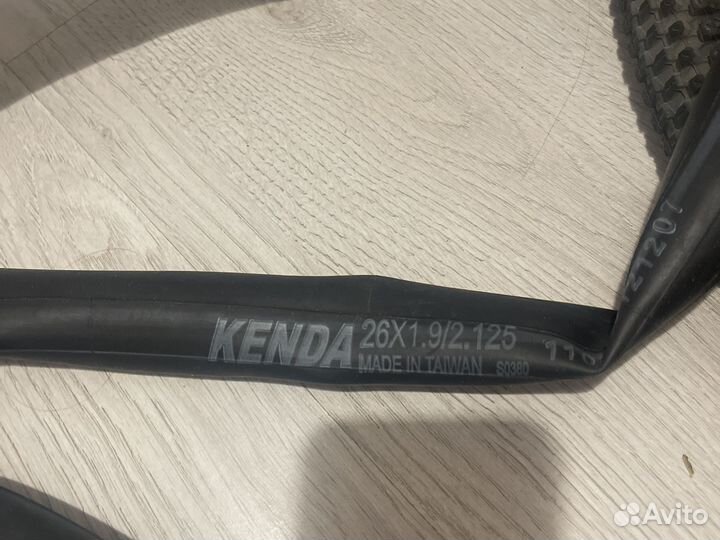 KENDA 26X1.9/2.125
MADE IN TAIWAN S0380
Avito